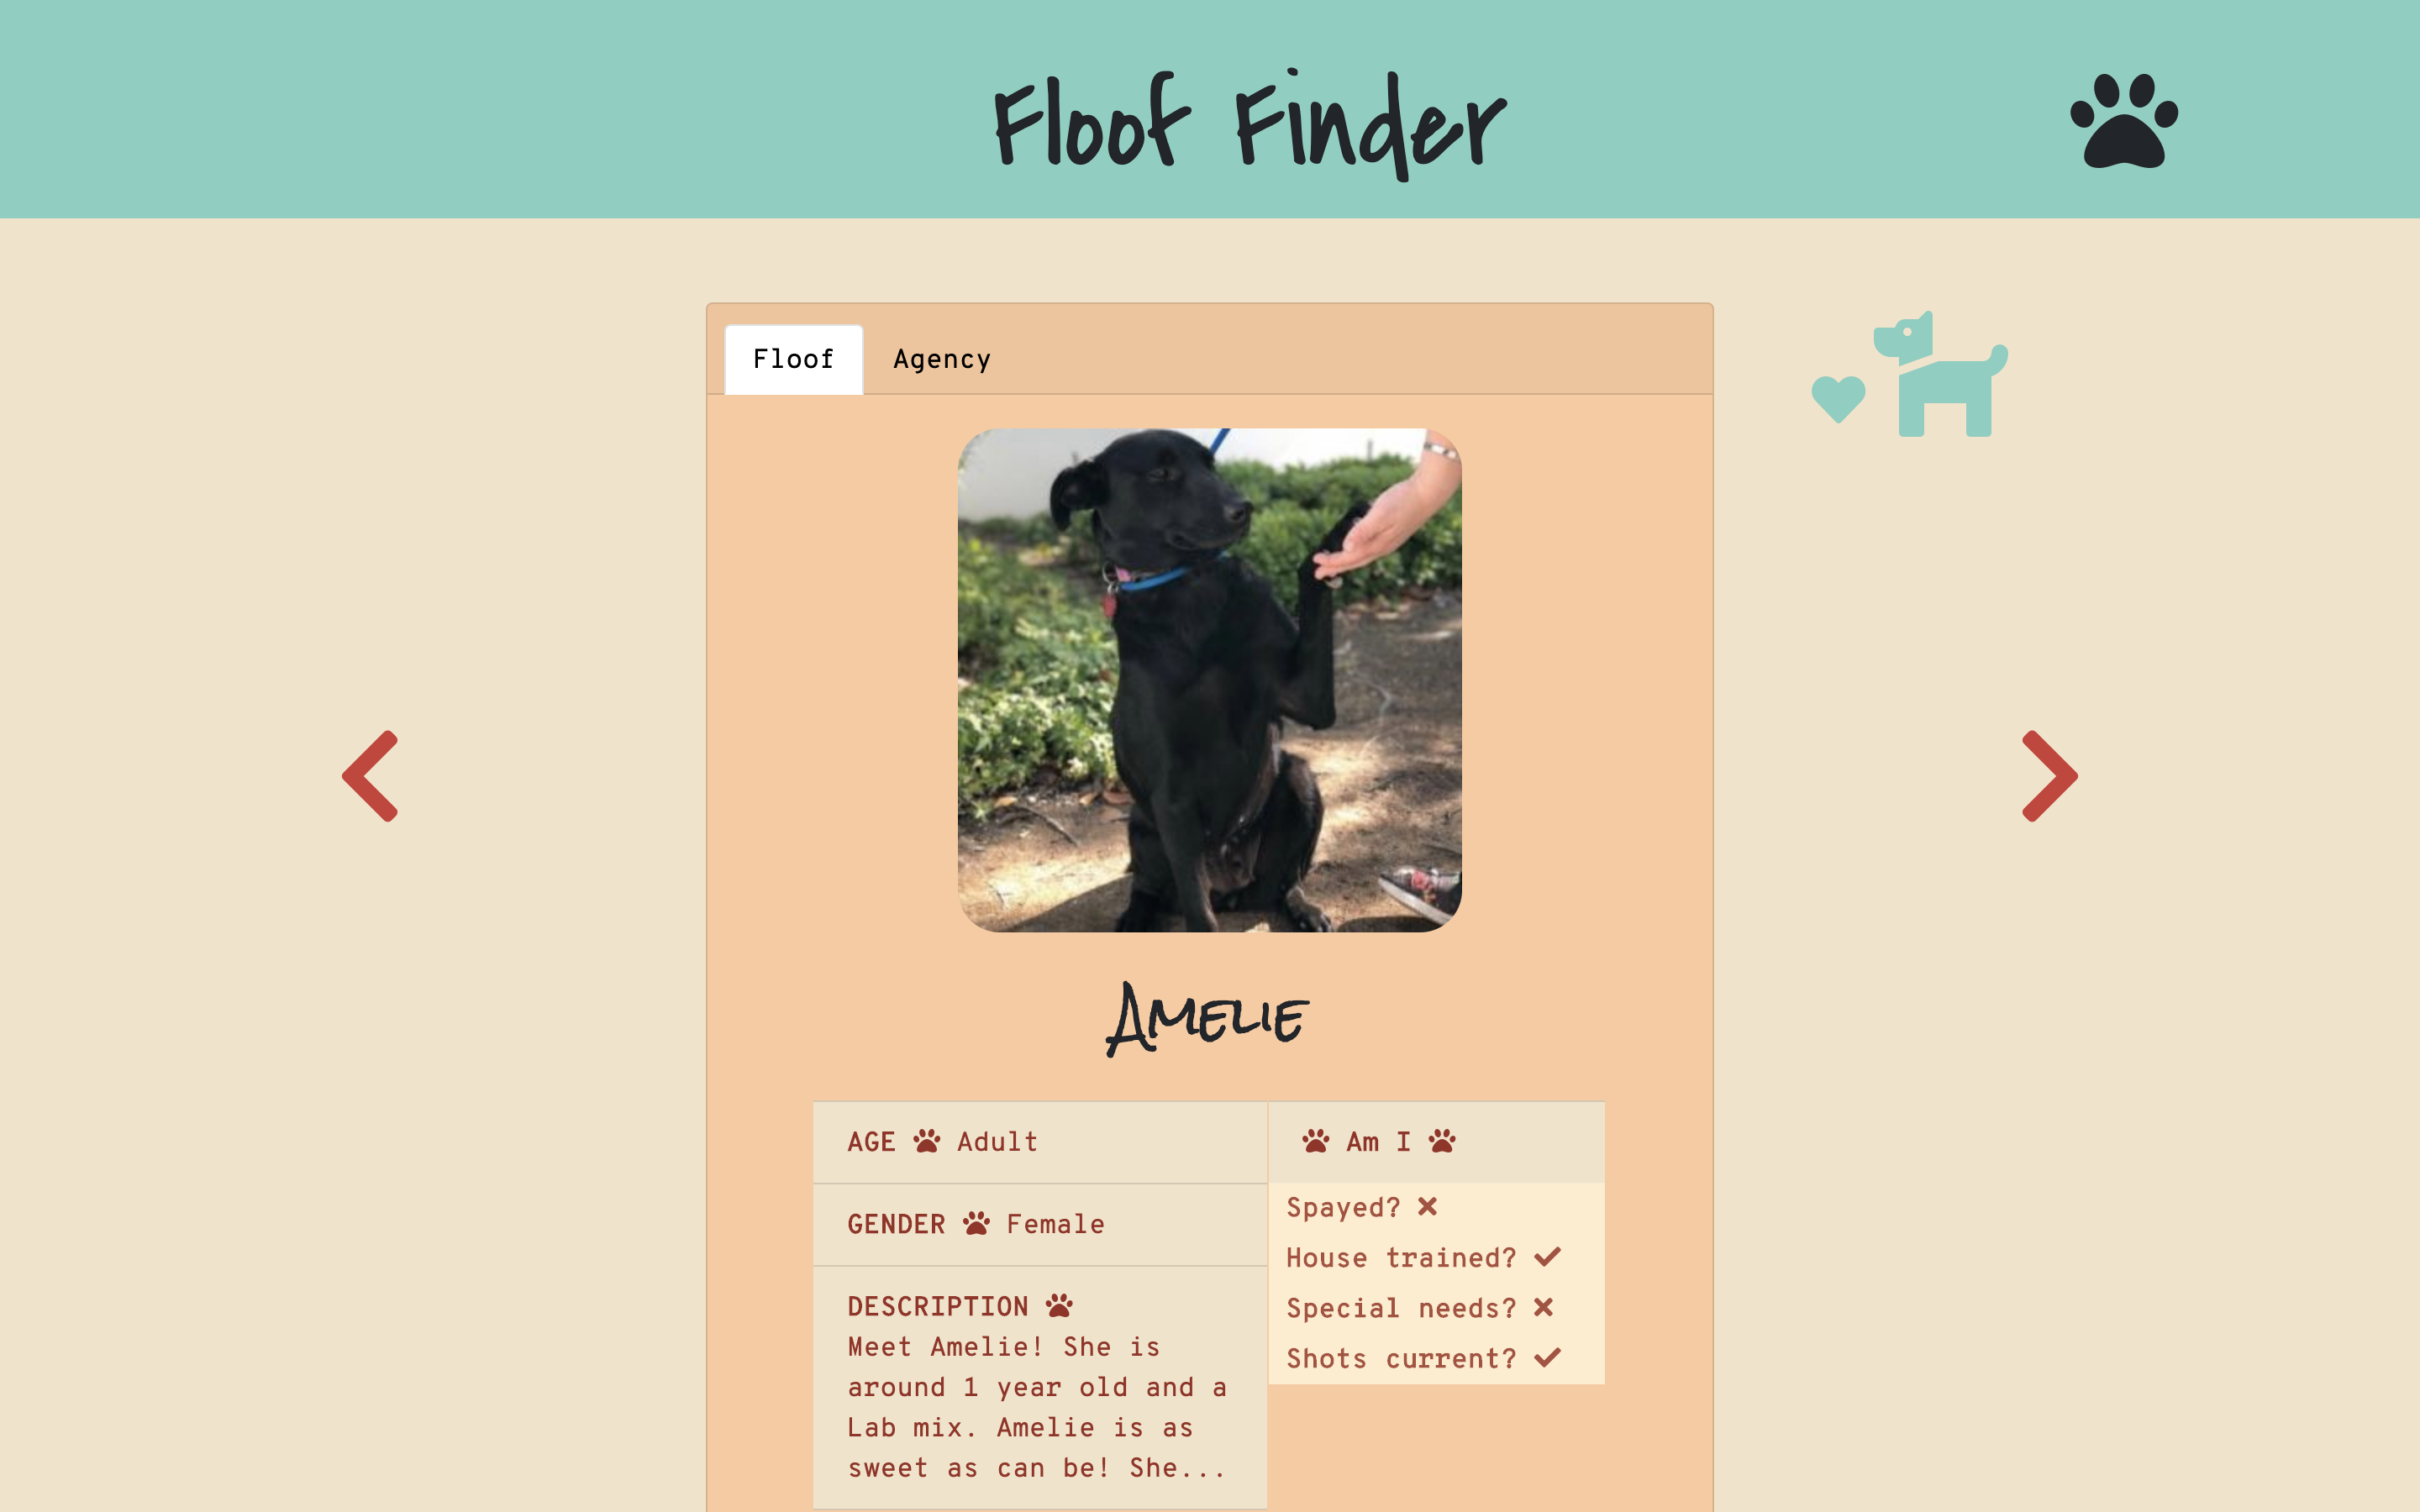 Floof Finder
Floof
Agency
Amelie
AGE Adult
GENDER Female
DESCRIPTION
Meet Amelie! She is
around 1 year old and a
Lab mix. Amelie is as
sweet as can be! She...
Am I
Spayed?
House trained?
Special needs?
Shots current?